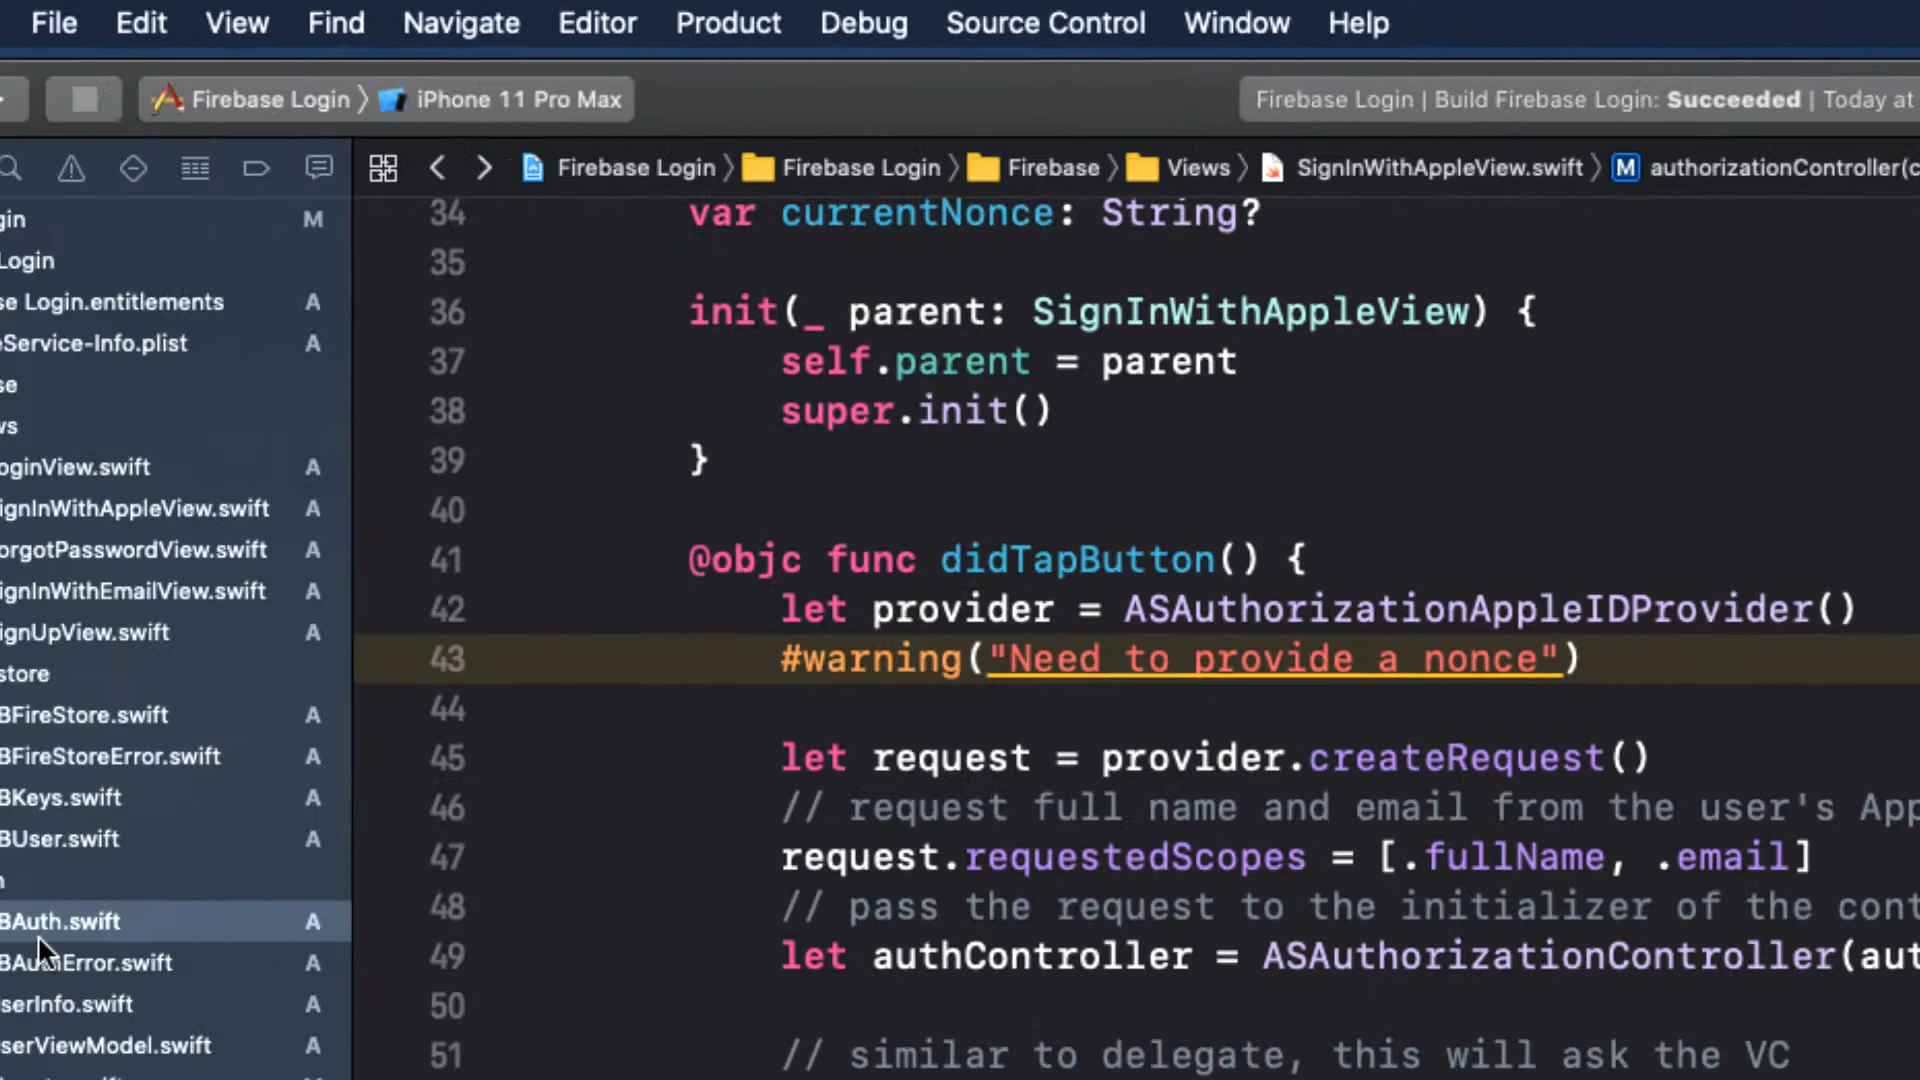 File Edit View Find Navigate Editor Product Debug Source Control Window Help
Firebase Login 〉 iPhone 11 Pro Max
Firebase Login | Build Firebase Login: Succeeded | Today at
Firebase Login 〉 Firebase Login 〉 Firebase 〉 Views 〉 SignInWithAppleView.swift 〉 M authorizationController(c
gin M
Login
se Login.entitlements A
eService-Info.plist A
se
ws
oginView.swift A
ignInWithAppleView.swift A
orgotPasswordView.swift A
ignInWithEmailView.swift A
ignUpView.swift A
store
BFireStore.swift A
BFireStoreError.swift A
BKeys.swift A
BUser.swift A
h
BAuth.swift A
BAuthError.swift A
serInfo.swift A
serViewModel.swift A
34 var currentNonce: String?
35
36 init(_ parent: SignInWithAppleView) {
37 self.parent = parent
38 super.init()
39 }
40
41 @objc func didTapButton() {
42 let provider = ASAuthorizationAppleIDProvider()
43 #warning("Need to provide a nonce")
44
45 let request = provider.createRequest()
46 // request full name and email from the user's App
47 request.requestedScopes = [.fullName, .email]
48 // pass the request to the initializer of the cont
49 let authController = ASAuthorizationController(aut
50
51 // similar to delegate, this will ask the VC